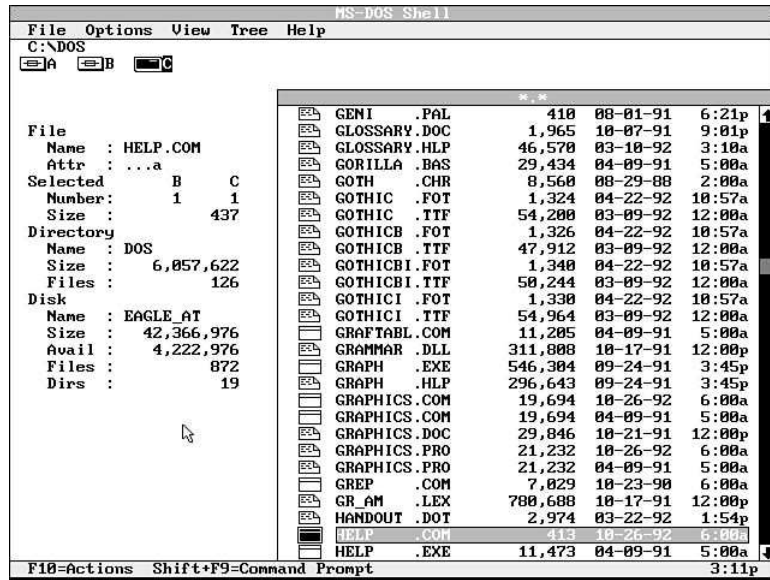 MS-DOS Shell
File Options View Tree Help
C:\DOS
A B C
*.*
File
Name : HELP.COM
Attr : ...a
Selected B C
Number: 1 1
Size : 437
Directory
Name : DOS
Size : 6,057,622
Files : 126
Disk
Name : EAGLE_AT
Size : 42,366,976
Avail : 4,222,976
Files : 872
Dirs : 19
GENI .PAL 410 08-01-91 6:21p
GLOSSARY.DOC 1,965 10-07-91 9:01p
GLOSSARY.HLP 46,570 03-10-92 3:10a
GORILLA .BAS 29,434 04-09-91 5:00a
GOTH .CHR 8,560 08-29-88 2:00a
GOTHIC .FOT 1,324 04-22-92 10:57a
GOTHIC .TTF 54,200 03-09-92 12:00a
GOTHICB .FOT 1,326 04-22-92 10:57a
GOTHICB .TTF 47,912 03-09-92 12:00a
GOTHICBI.FOT 1,340 04-22-92 10:57a
GOTHICBI.TTF 50,244 03-09-92 12:00a
GOTHICI .FOT 1,330 04-22-92 10:57a
GOTHICI .TTF 54,964 03-09-92 12:00a
GRAFTABL.COM 11,205 04-09-91 5:00a
GRAMMAR .DLL 311,808 10-17-91 12:00p
GRAPH .EXE 546,304 09-24-91 3:45p
GRAPH .HLP 296,643 09-24-91 3:45p
GRAPHICS.COM 19,694 10-26-92 6:00a
GRAPHICS.COM 19,694 04-09-91 5:00a
GRAPHICS.DOC 29,846 10-21-91 12:00p
GRAPHICS.PRO 21,232 10-26-92 6:00a
GRAPHICS.PRO 21,232 04-09-91 5:00a
GREP .COM 7,029 10-23-90 6:00a
GR_AM .LEX 780,688 10-17-91 12:00p
HANDOUT .DOT 2,974 03-22-92 1:54p
HELP .COM 413 10-26-92 6:00a
HELP .EXE 11,473 04-09-91 5:00a
F10=Actions Shift+F9=Command Prompt 3:11p